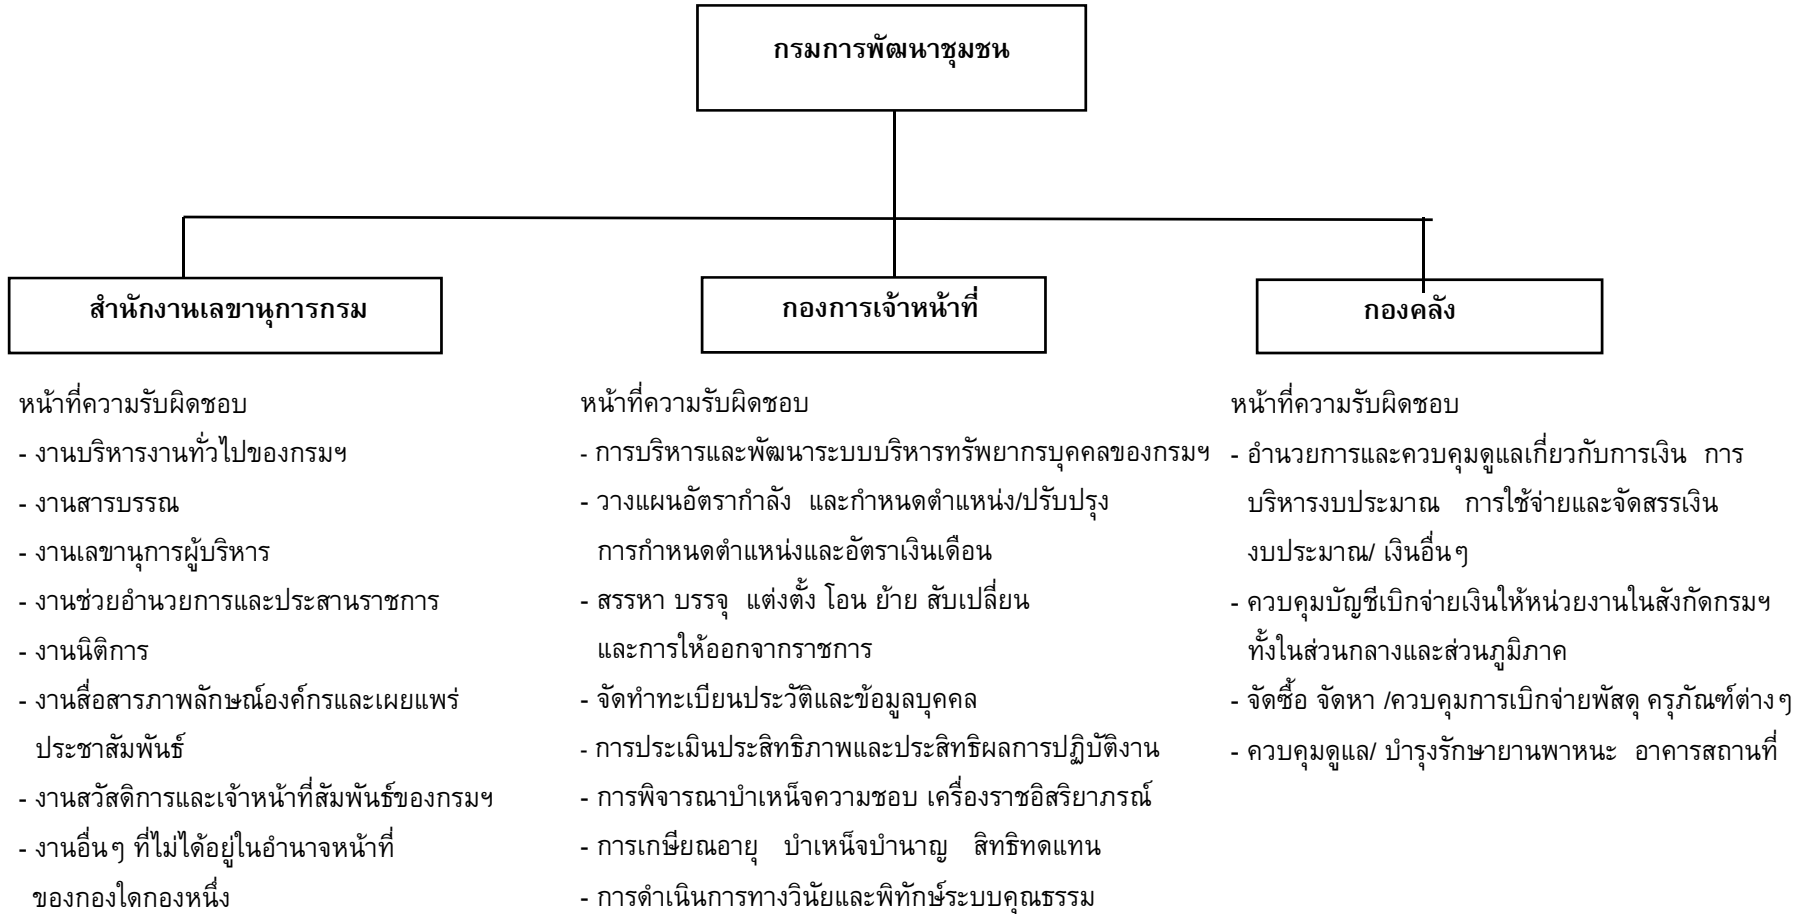 กรมการพัฒนาชุมชน
สำนักงานเลขานุการกรม
หน้าที่ความรับผิดชอบ
- งานบริหารงานทั่วไปของกรมฯ
- งานสารบรรณ
- งานเลขานุการผู้บริหาร
- งานช่วยอำนวยการและประสานราชการ
- งานนิติการ
- งานสื่อสารภาพลักษณ์องค์กรและเผยแพร่
ประชาสัมพันธ์
- งานสวัสดิการและเจ้าหน้าที่สัมพันธ์ของกรมฯ
- งานอื่นๆ ที่ไม่ได้อยู่ในอำนาจหน้าที่
ของกองใดกองหนึ่ง
กองการเจ้าหน้าที่
หน้าที่ความรับผิดชอบ
- การบริหารและพัฒนาระบบบริหารทรัพยากรบุคคลของกรมฯ
- วางแผนอัตรากำลัง และกำหนดตำแหน่ง/ปรับปรุง
การกำหนดตำแหน่งและอัตราเงินเดือน
- สรรหา บรรจุ แต่งตั้ง โอน ย้าย สับเปลี่ยน
และการให้ออกจากราชการ
- จัดทำทะเบียนประวัติและข้อมูลบุคคล
- การประเมินประสิทธิภาพและประสิทธิผลการปฏิบัติงาน
- การพิจารณาบำเหน็จความชอบ เครื่องราชอิสริยาภรณ์
- การเกษียณอายุ บำเหน็จบำนาญ สิทธิทดแทน
- การดำเนินการทางวินัยและพิทักษ์ระบบคุณธรรม
กองคลัง
หน้าที่ความรับผิดชอบ
- อำนวยการและควบคุมดูแลเกี่ยวกับการเงิน การ
บริหารงบประมาณ การใช้จ่ายและจัดสรรเงิน
งบประมาณ/ เงินอื่นๆ
- ควบคุมบัญชีเบิกจ่ายเงินให้หน่วยงานในสังกัดกรมฯ
ทั้งในส่วนกลางและส่วนภูมิภาค
- จัดซื้อ จัดหา /ควบคุมการเบิกจ่ายพัสดุ ครุภัณฑ์ต่างๆ
- ควบคุมดูแล/ บำรุงรักษายานพาหนะ อาคารสถานที่